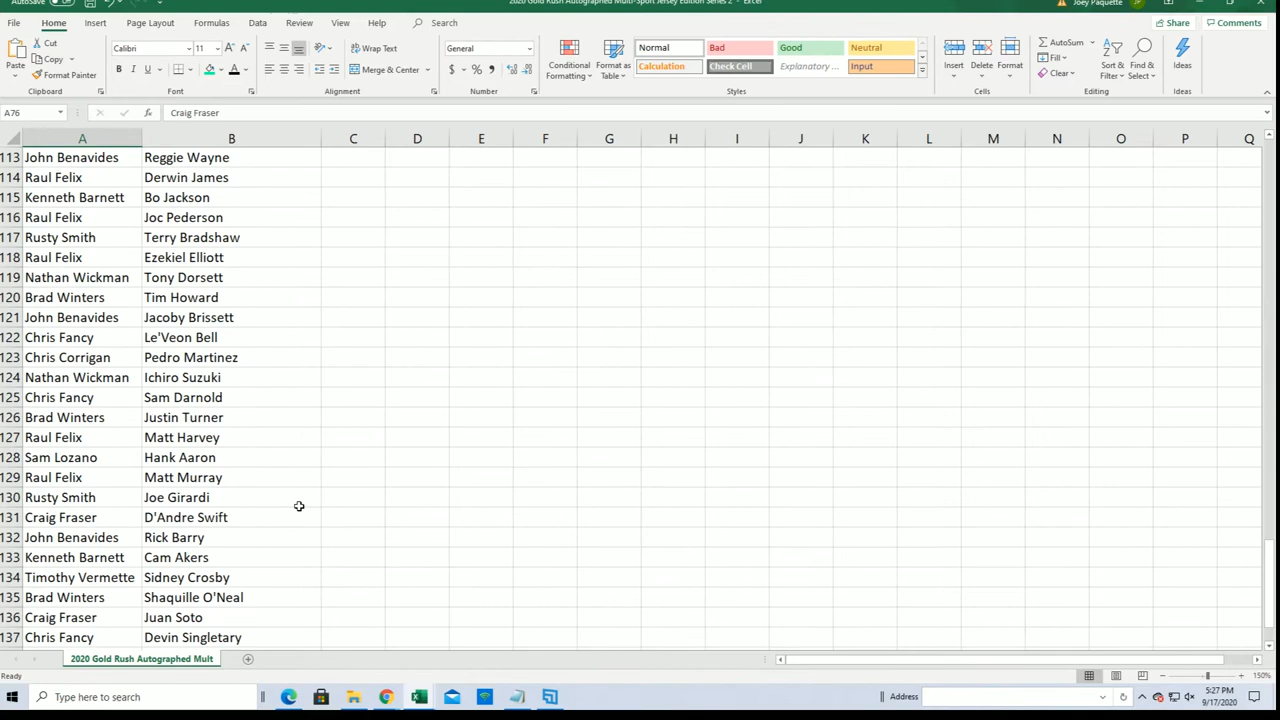 AutoSave
2020 Gold Rush Autographed Multi-Sport Jersey Edition Series 2 - Excel
Joey Paquette
File Home Insert Page Layout Formulas Data Review View Help Search
Share Comments
Paste Cut Copy Format Painter Clipboard
Calibri 11 Font
Wrap Text Merge & Center Alignment
General Number
Conditional Formatting Format as Table
Normal Bad Good Neutral
Calculation Check Cell Explanatory ... Input
Styles
Insert Delete Format Cells
AutoSum Fill Clear Sort & Filter Find & Select Editing
Ideas Ideas
A76 fx Craig Fraser
A B C D E F G H I J K L M N O P Q
113 John Benavides Reggie Wayne
114 Raul Felix Derwin James
115 Kenneth Barnett Bo Jackson
116 Raul Felix Joc Pederson
117 Rusty Smith Terry Bradshaw
118 Raul Felix Ezekiel Elliott
119 Nathan Wickman Tony Dorsett
120 Brad Winters Tim Howard
121 John Benavides Jacoby Brissett
122 Chris Fancy Le'Veon Bell
123 Chris Corrigan Pedro Martinez
124 Nathan Wickman Ichiro Suzuki
125 Chris Fancy Sam Darnold
126 Brad Winters Justin Turner
127 Raul Felix Matt Harvey
128 Sam Lozano Hank Aaron
129 Raul Felix Matt Murray
130 Rusty Smith Joe Girardi
131 Craig Fraser D'Andre Swift
132 John Benavides Rick Barry
133 Kenneth Barnett Cam Akers
134 Timothy Vermette Sidney Crosby
135 Brad Winters Shaquille O'Neal
136 Craig Fraser Juan Soto
137 Chris Fancy Devin Singletary
2020 Gold Rush Autographed Mult
Ready 150%
Type here to search
Address
5:27 PM
9/17/2020